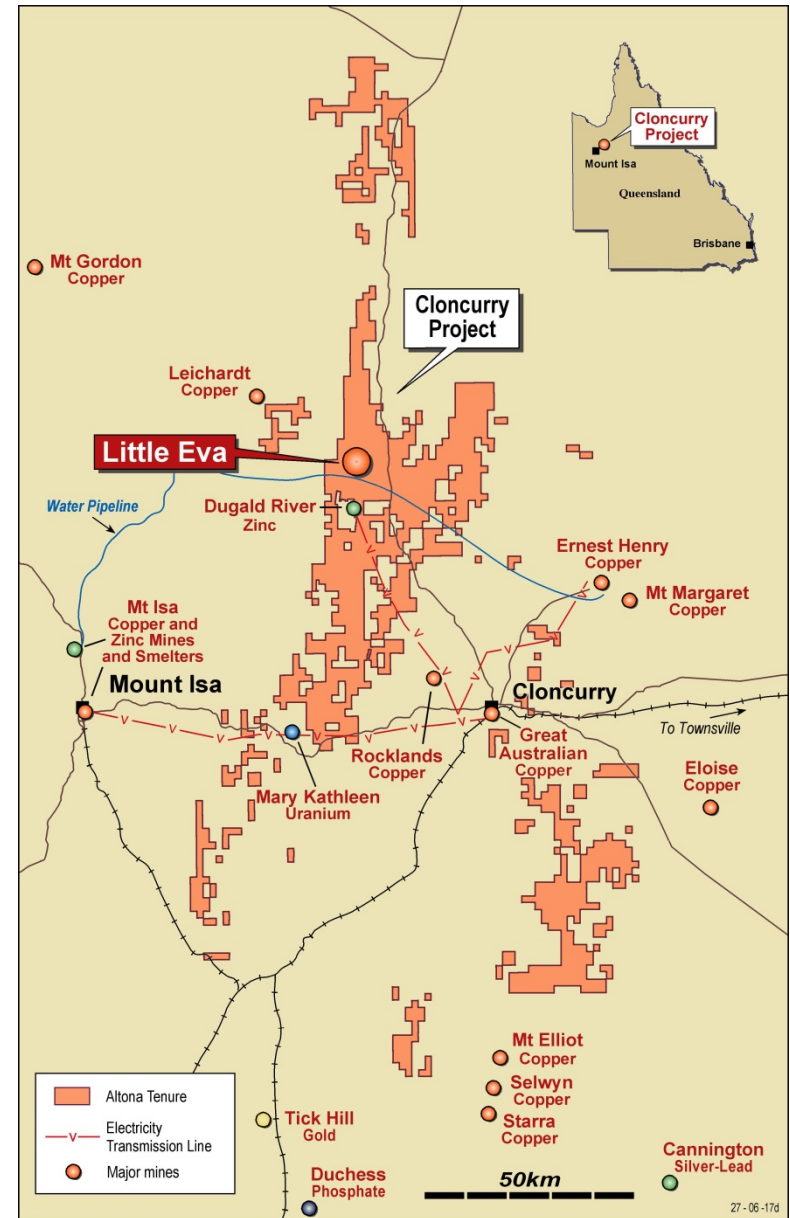 Cloncurry
Project
Mount Isa
Queensland
Brisbane
Mt Gordon
Copper
Cloncurry
Project
Leichardt
Copper
Little Eva
Water Pipeline
Dugald River
Zinc
Ernest Henry
Copper
Mt Margaret
Copper
Mt Isa
Copper and
Zinc Mines
and Smelters
Mount Isa
Cloncurry
To Townsville
Rocklands
Copper
Great
Australian
Copper
Eloise
Copper
Mary Kathleen
Uranium
V V V V V V V V V V V V V V V V V V
Mt Elliot
Copper
Selwyn
Copper
Starra
Copper
Altona Tenure
V
Electricity
Transmission Line
Major mines
Tick Hill
Gold
Duchess
Phosphate
50km
Cannington
Silver-Lead
27 - 06 -17d